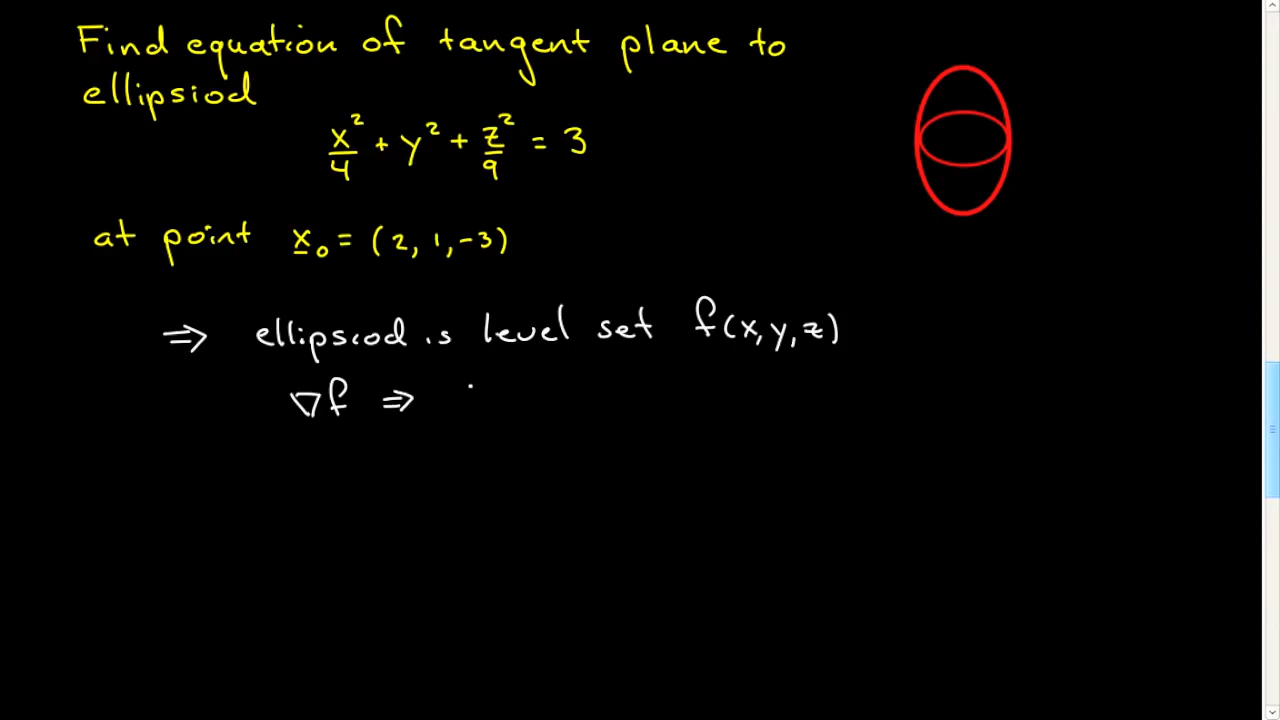 Find equation of tangent plane to
ellipsiod
x²/4 + y² + z²/9 = 3
at point x₀ = (2, 1, -3)
⇒ ellipsiod is level set f(x, y, z)
∇f ⇒